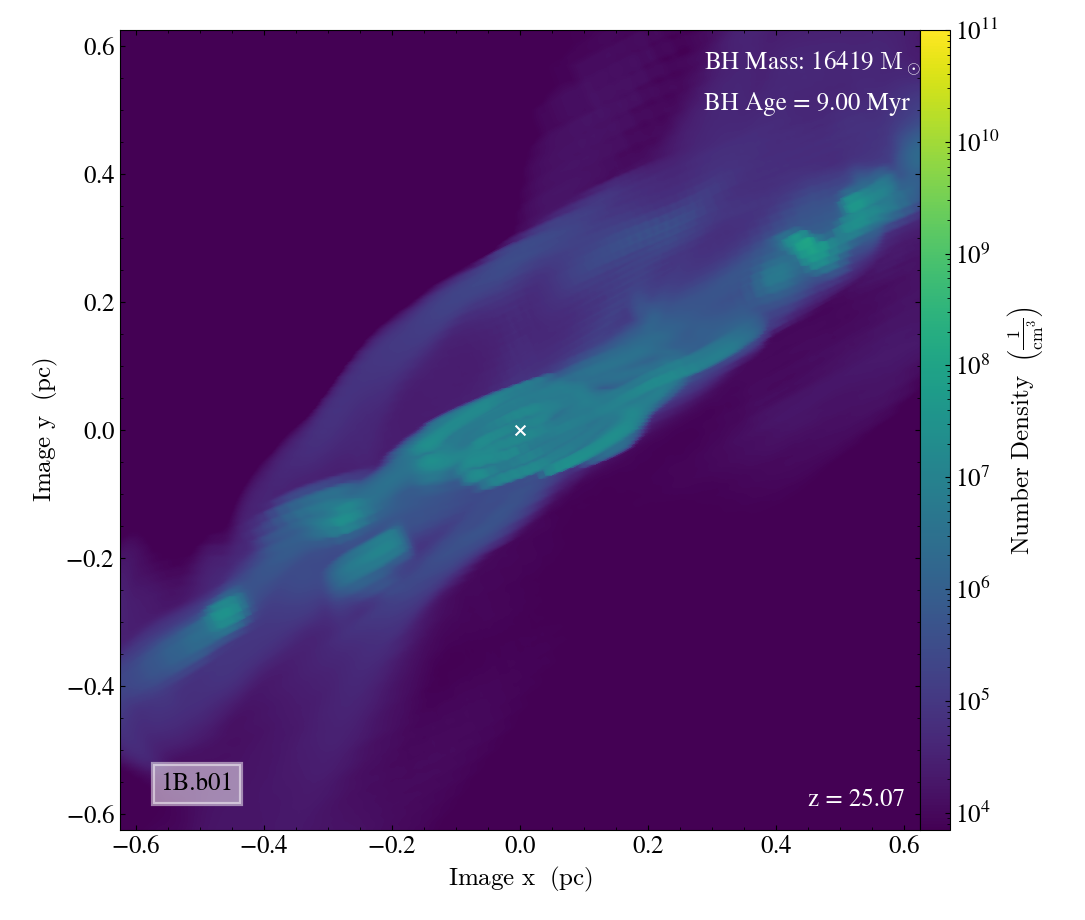 BH Mass: 16419 M⊙
BH Age = 9.00 Myr
1B.b01
z = 25.07
0.6
0.4
0.2
0.0
−0.2
−0.4
−0.6
Image y (pc)
−0.6 −0.4 −0.2 0.0 0.2 0.4 0.6
Image x (pc)
10¹¹
10¹⁰
10⁹
10⁸
10⁷
10⁶
10⁵
10⁴
Number Density (1/cm³)